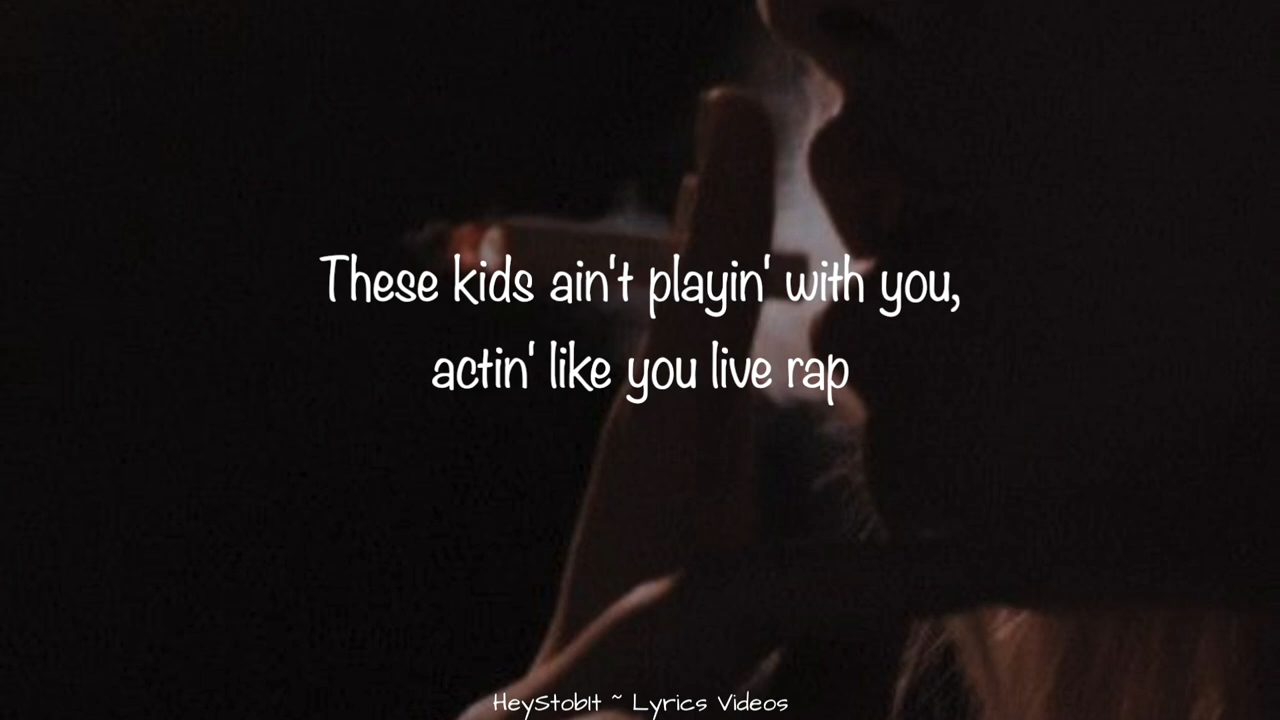 These kids ain't playin' with you,
actin' like you live rap
HeyStobIt ~ Lyrics Videos